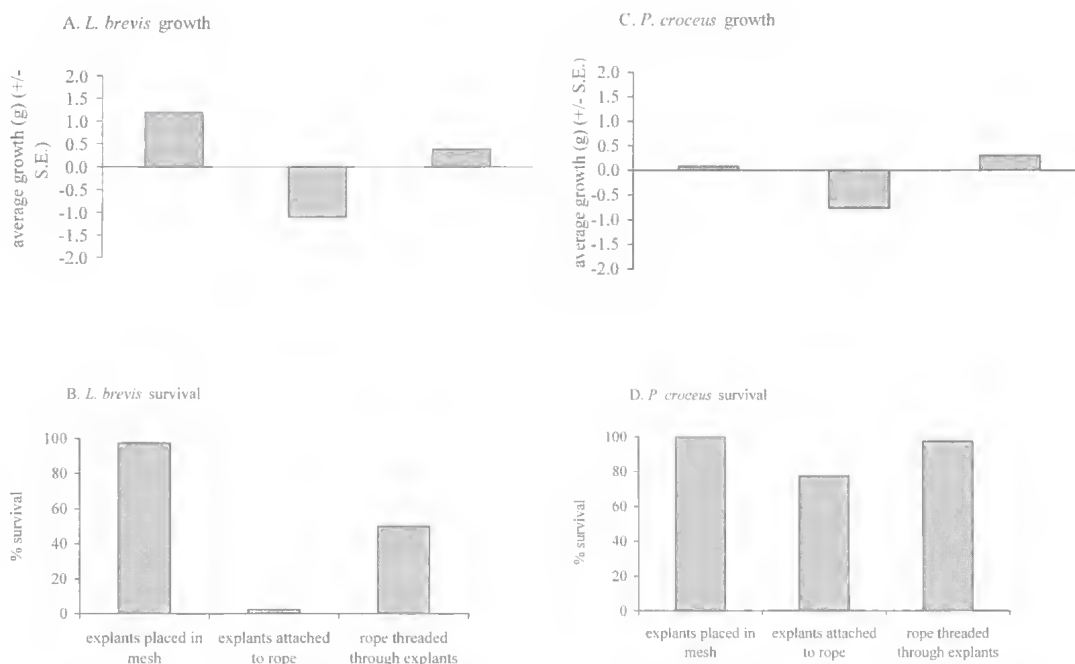 A. L. brevis growth
average growth (g) (+/-
S.E.)
2.0
1.5
1.0
0.5
0.0
-0.5
-1.0
-1.5
-2.0
C. P. croceus growth
average growth (g) (+/- S.E.)
2.0
1.5
1.0
0.5
0.0
-0.5
-1.0
-1.5
-2.0
B. L. brevis survival
% survival
100
80
60
40
20
0
explants placed in
mesh
explants attached
to rope
rope threaded
through explants
D. P croceus survival
% survival
100
80
60
40
20
0
explants placed in
mesh
explants attached
to rope
rope threaded
through explants